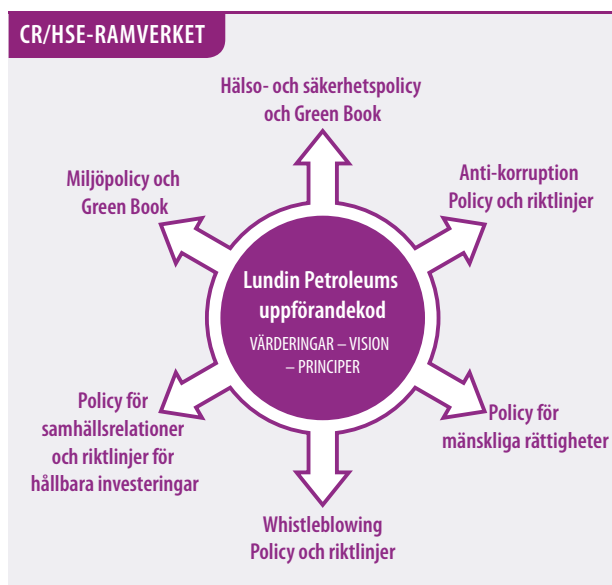 CR/HSE-RAMVERKET
Hälso- och säkerhetspolicy
och Green Book
Miljöpolicy och
Green Book
Anti-korruption
Policy och riktlinjer
Lundin Petroleums
uppförandekod
VÄRDERINGAR – VISION
– PRINCIPER
Policy för
samhällsrelationer
och riktlinjer för
hållbara investeringar
Policy för
mänskliga rättigheter
Whistleblowing
Policy och riktlinjer